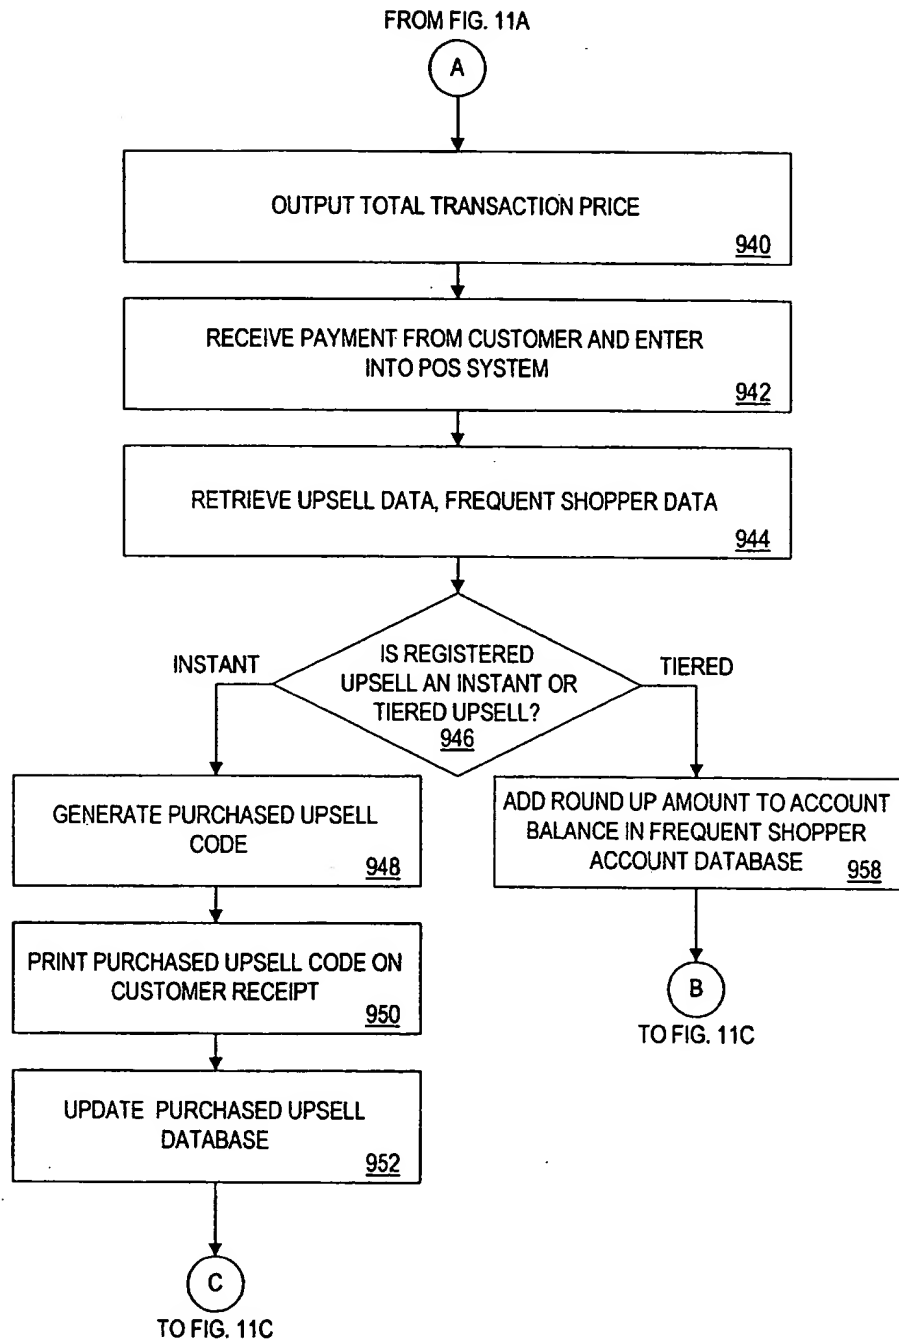 FROM FIG. 11A
A
OUTPUT TOTAL TRANSACTION PRICE
940
RECEIVE PAYMENT FROM CUSTOMER AND ENTER
INTO POS SYSTEM
942
RETRIEVE UPSELL DATA, FREQUENT SHOPPER DATA
944
IS REGISTERED
UPSELL AN INSTANT OR
TIERED UPSELL?
946
INSTANT
TIERED
GENERATE PURCHASED UPSELL
CODE
948
PRINT PURCHASED UPSELL CODE ON
CUSTOMER RECEIPT
950
UPDATE PURCHASED UPSELL
DATABASE
952
C
TO FIG. 11C
ADD ROUND UP AMOUNT TO ACCOUNT
BALANCE IN FREQUENT SHOPPER
ACCOUNT DATABASE
958
B
TO FIG. 11C